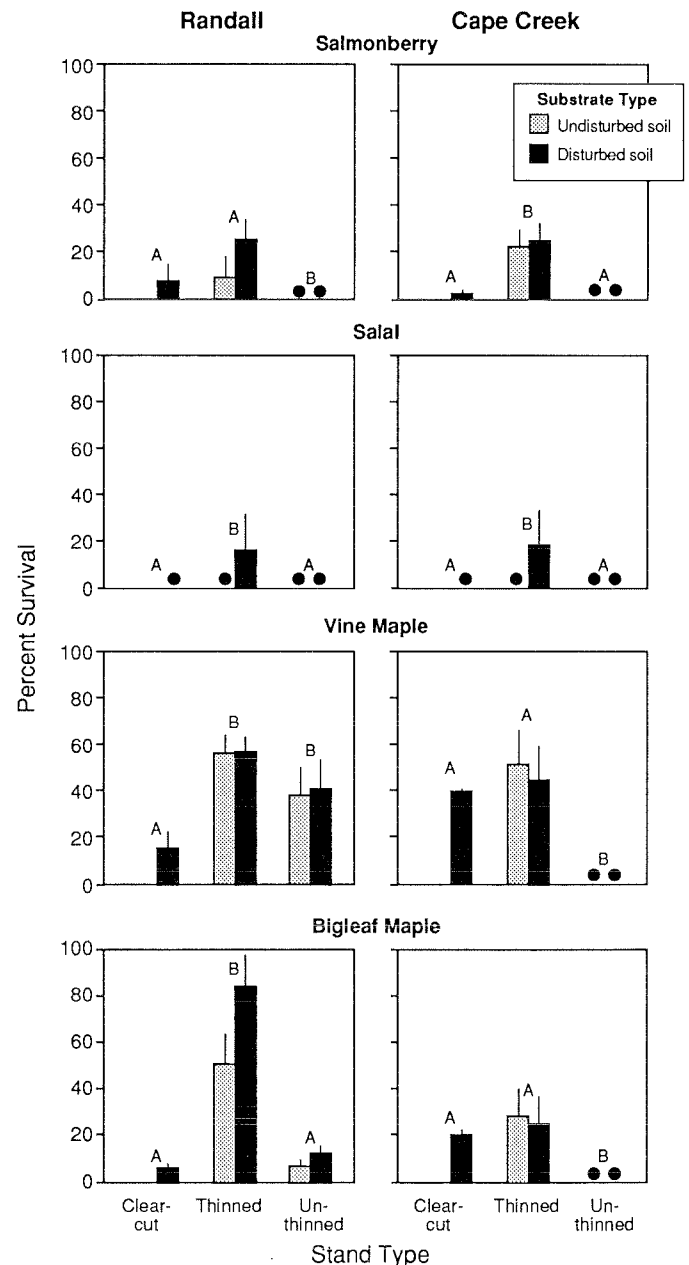 Randall Cape Creek
Salmonberry
100
80
60
40
20
0
A
A
B
Substrate Type
Undisturbed soil
Disturbed soil
A
B
A
Salal
100
80
60
40
20
0
A
B
A
A
B
A
Vine Maple
100
80
60
40
20
0
A
B
B
A
A
B
Bigleaf Maple
100
80
60
40
20
0
A
B
A
A
A
B
Percent Survival
Clear- Thinned Un- Clear- Thinned Un-
cut thinned cut thinned
Stand Type